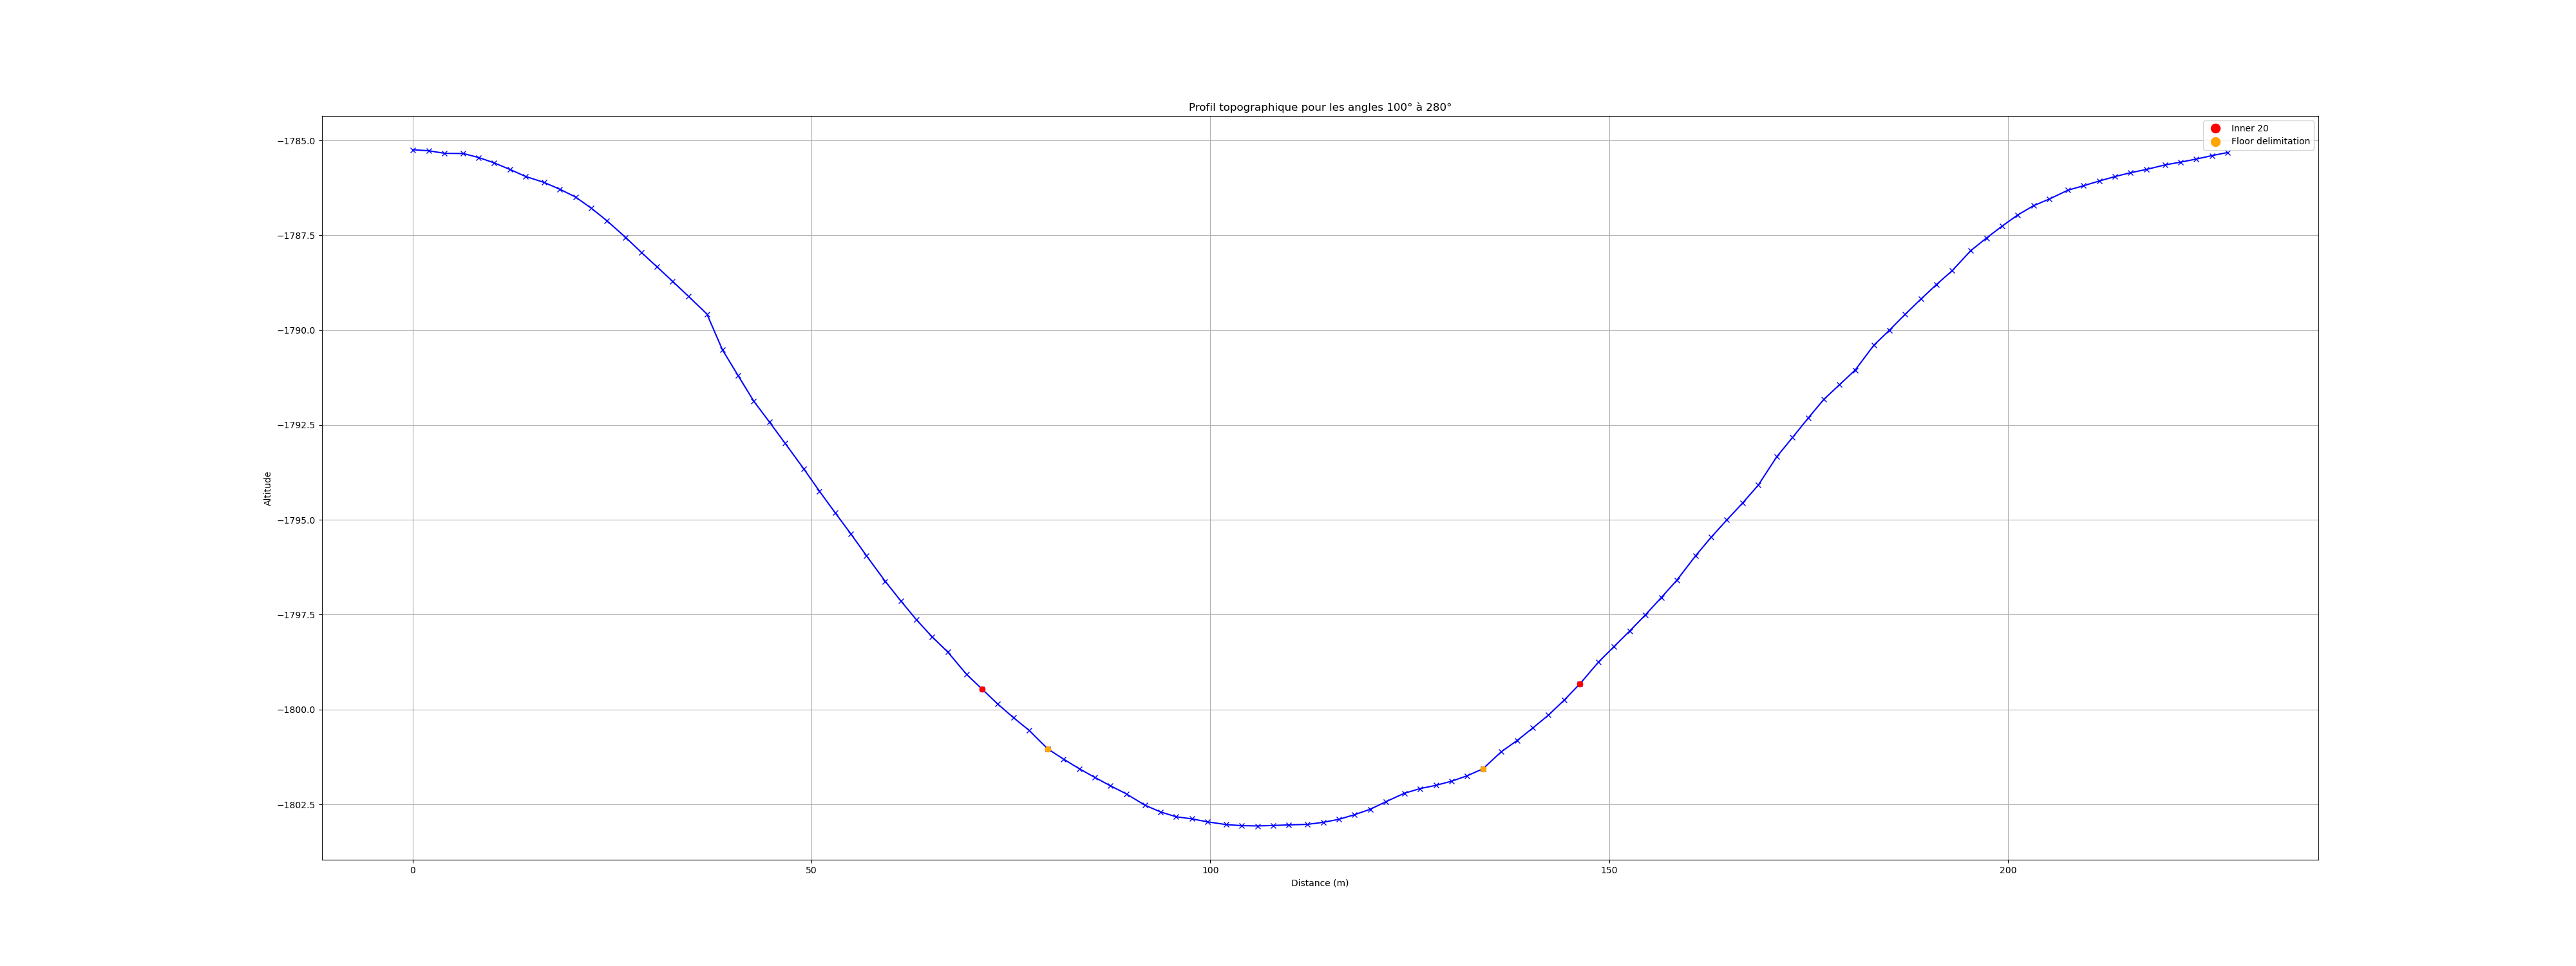 Profil topographique pour les angles 100° à 280°
Inner 20
Floor delimitation
−1785.0
−1787.5
−1790.0
−1792.5
−1795.0
−1797.5
−1800.0
−1802.5
Altitude
0 50 100 150 200
Distance (m)